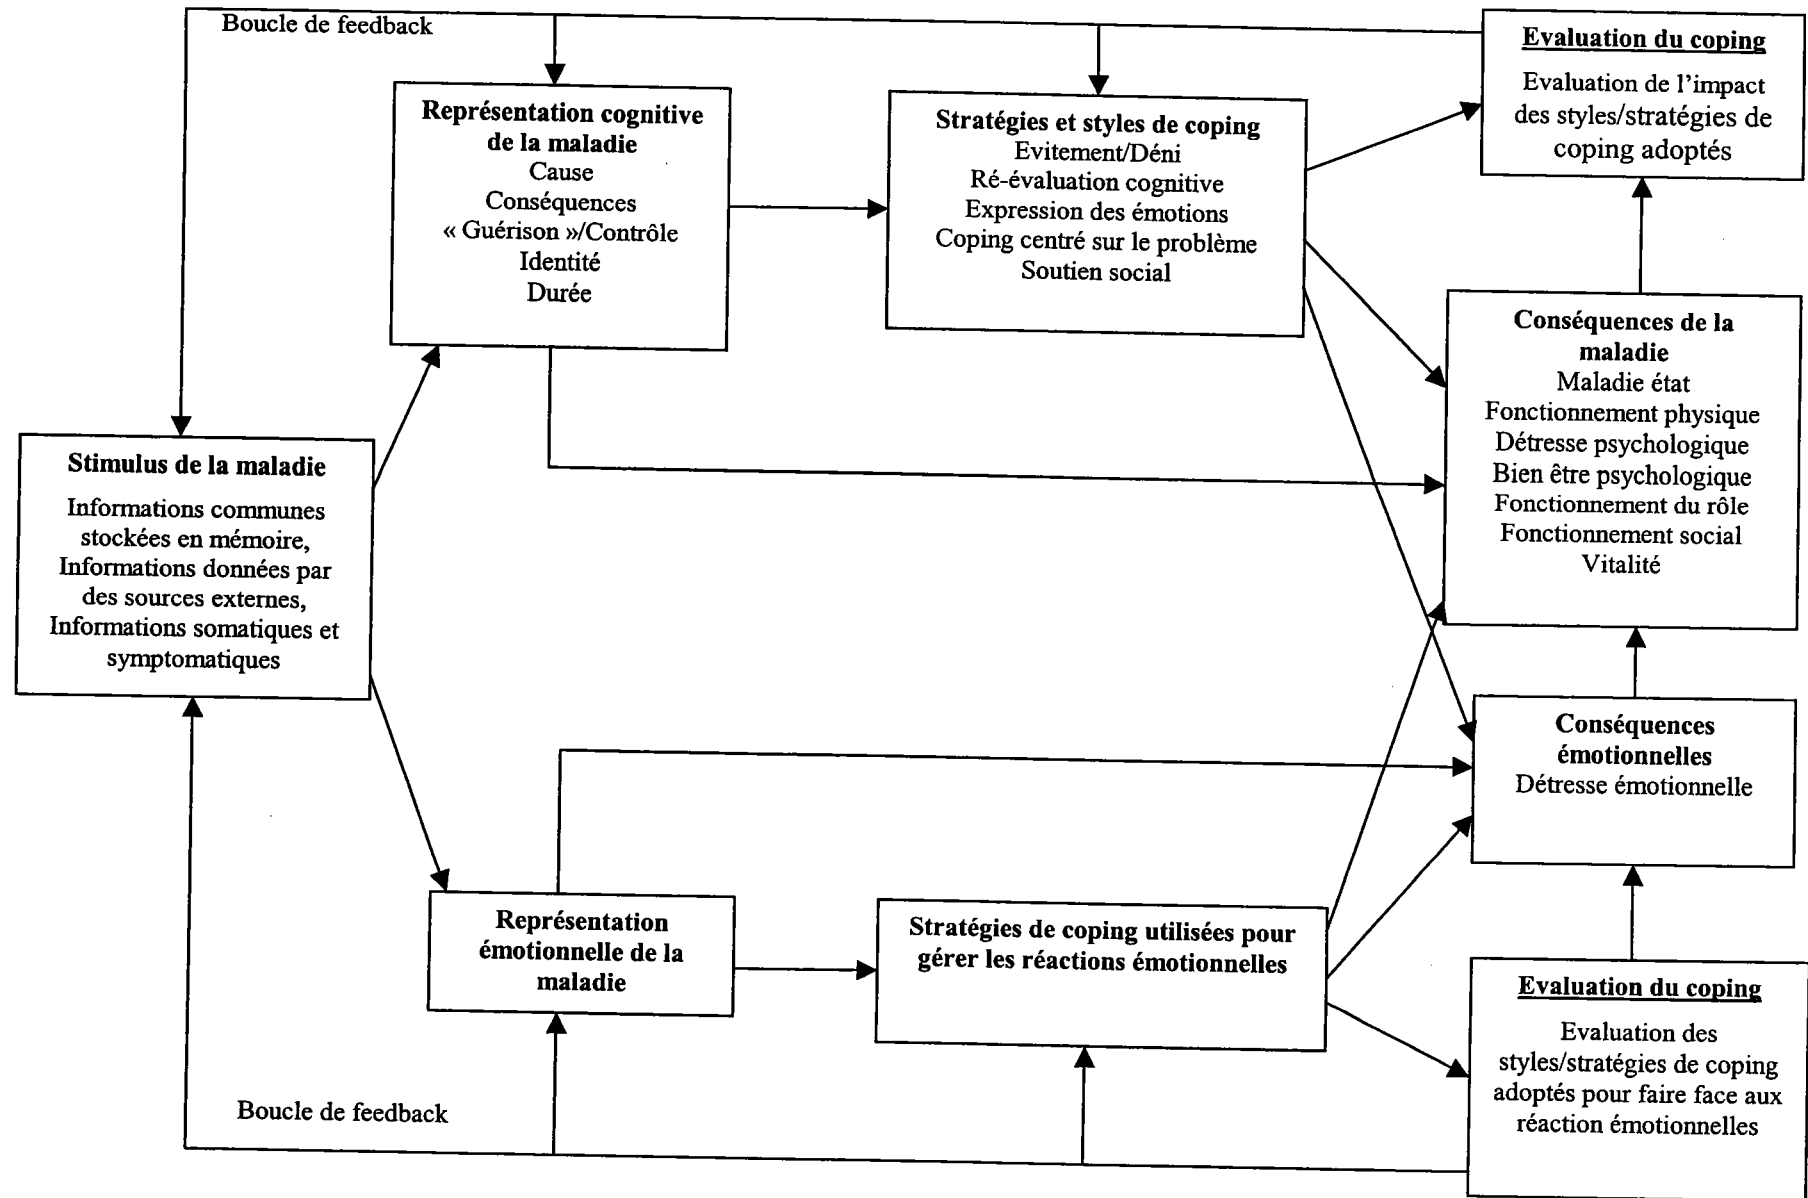 Boucle de feedback
Evaluation du coping
Evaluation de l'impact
des styles/stratégies de
coping adoptés
Représentation cognitive
de la maladie
Cause
Conséquences
« Guérison »/Contrôle
Identité
Durée
Stratégies et styles de coping
Evitement/Déni
Ré-évaluation cognitive
Expression des émotions
Coping centré sur le problème
Soutien social
Conséquences de la
maladie
Maladie état
Fonctionnement physique
Détresse psychologique
Bien être psychologique
Fonctionnement du rôle
Fonctionnement social
Vitalité
Stimulus de la maladie
Informations communes
stockées en mémoire,
Informations données par
des sources externes,
Informations somatiques et
symptomatiques
Conséquences
émotionnelles
Détresse émotionnelle
Représentation
émotionnelle de la
maladie
Stratégies de coping utilisées pour
gérer les réactions émotionnelles
Evaluation du coping
Evaluation des
styles/stratégies de coping
adoptés pour faire face aux
réaction émotionnelles
Boucle de feedback